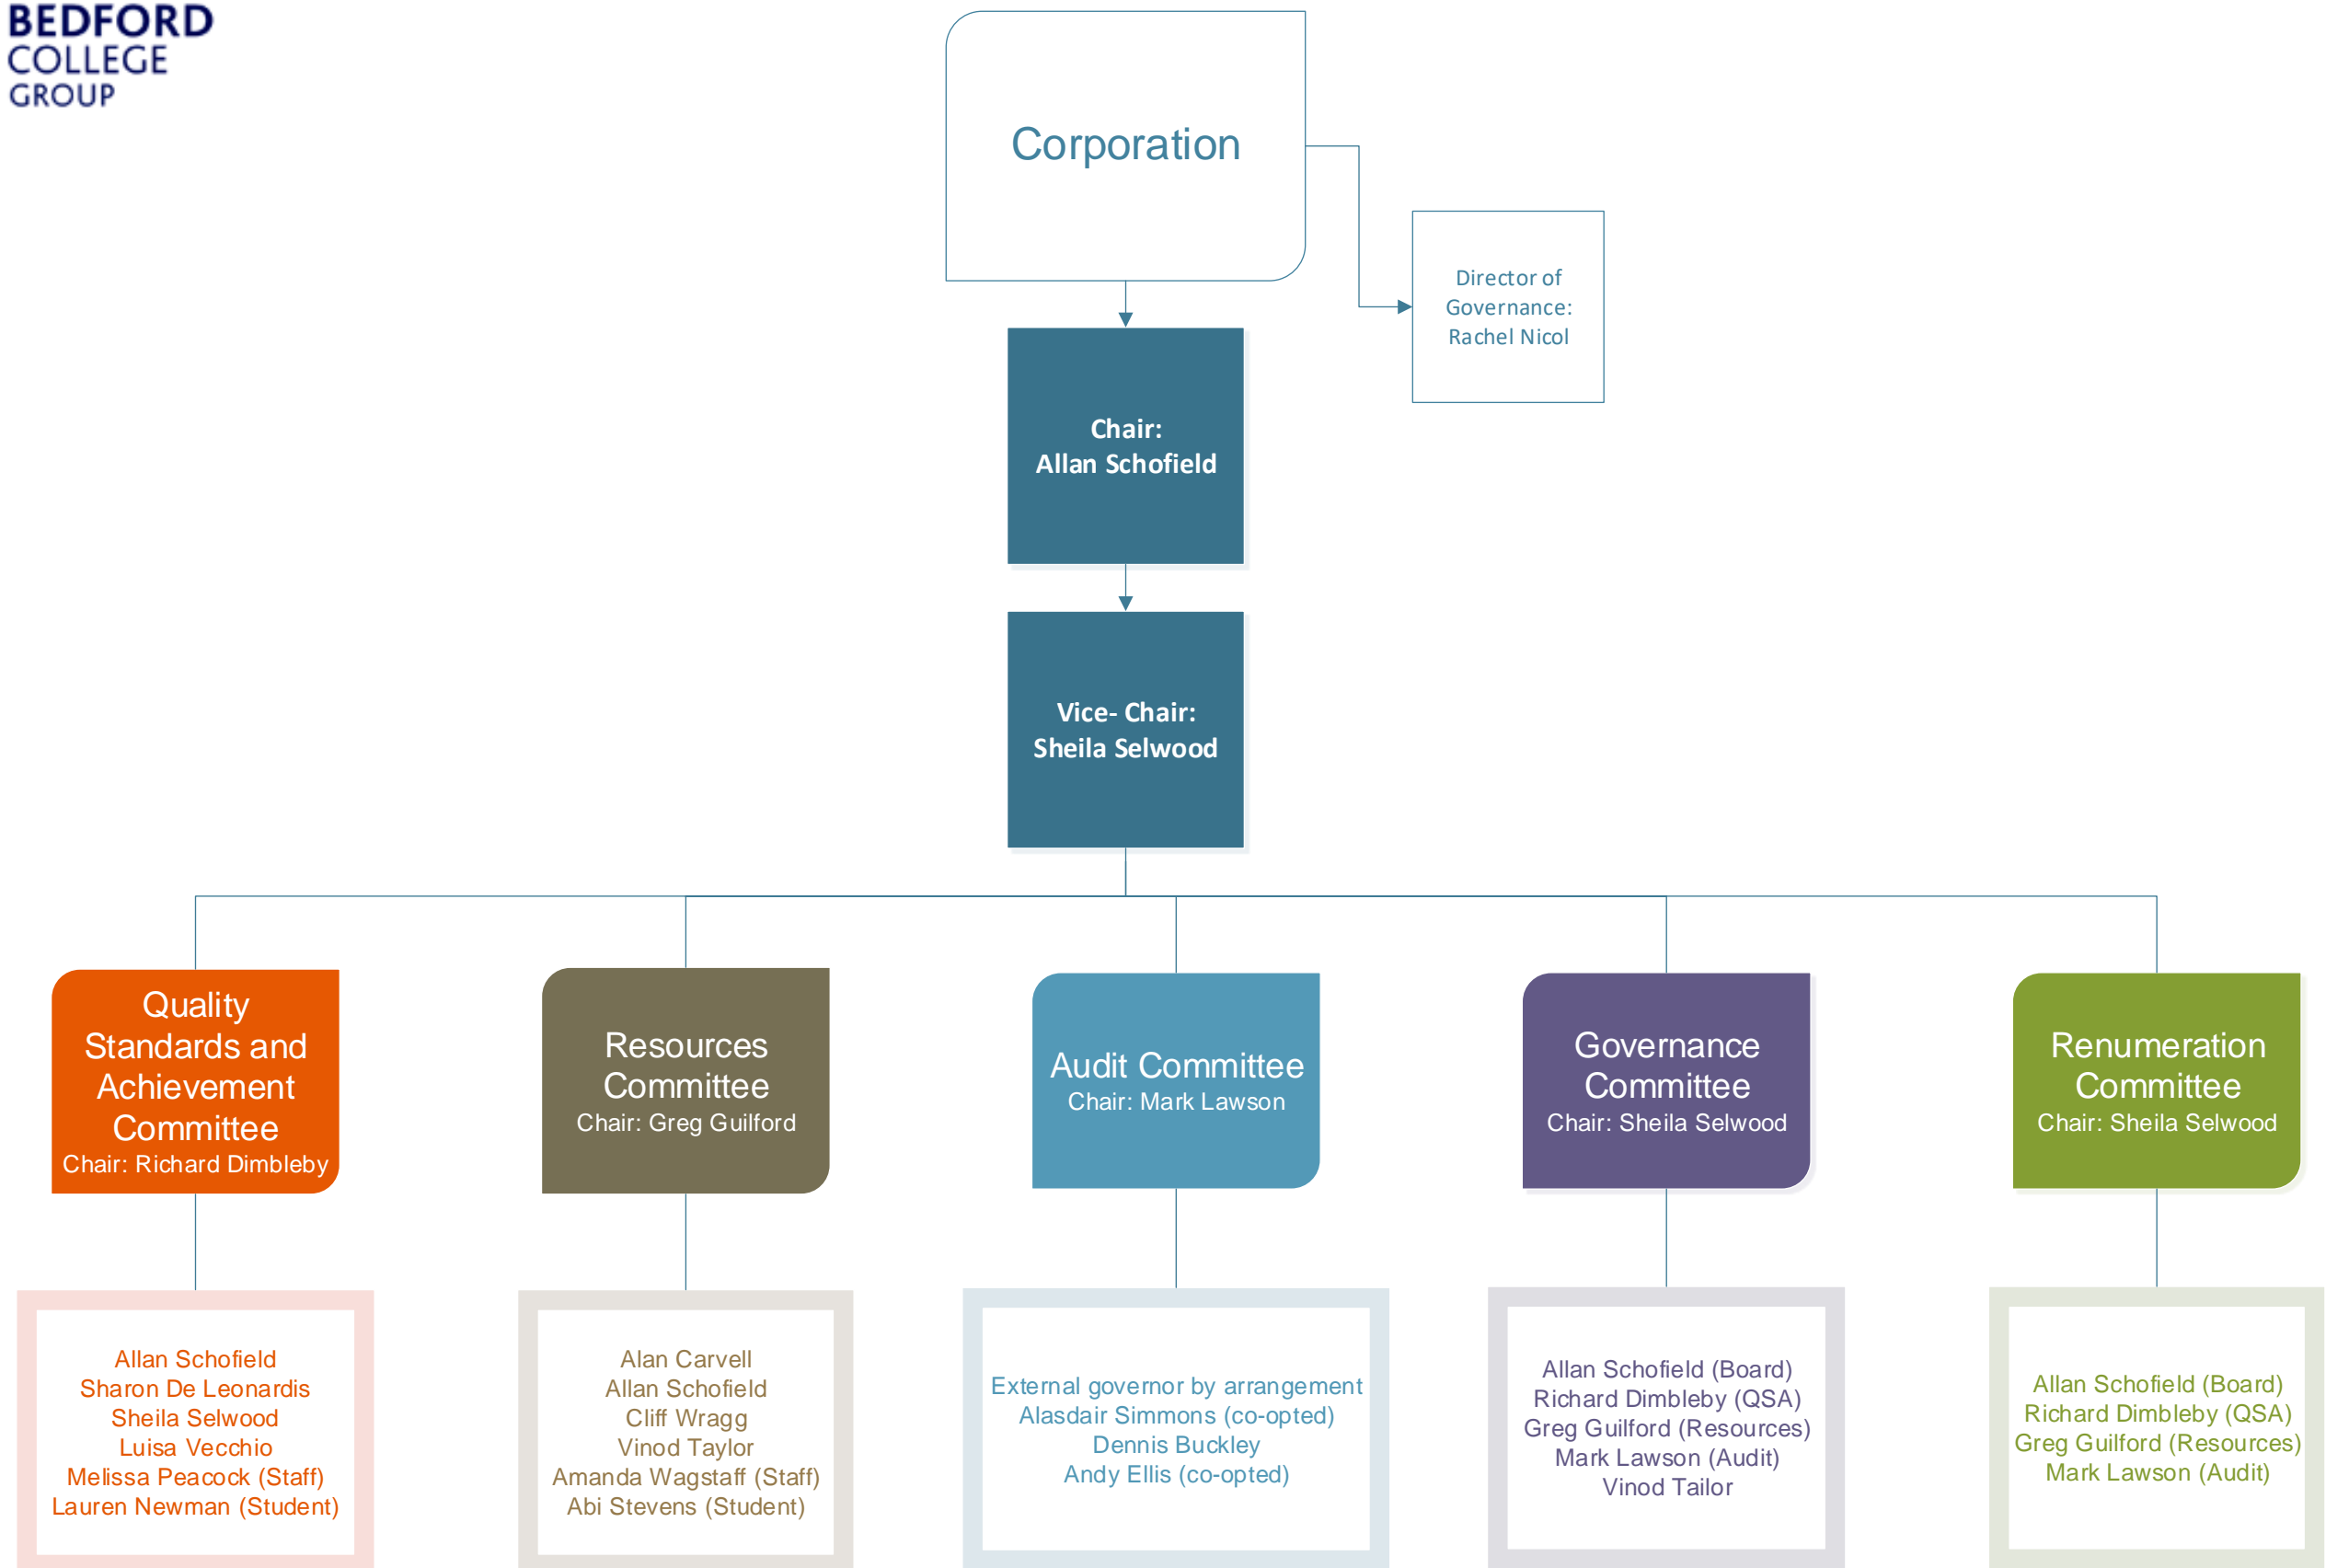 BEDFORD
COLLEGE
GROUP
Corporation
Director of
Governance:
Rachel Nicol
Chair:
Allan Schofield
Vice- Chair:
Sheila Selwood
Quality
Standards and
Achievement
Committee
Chair: Richard Dimbleby
Resources
Committee
Chair: Greg Guilford
Audit Committee
Chair: Mark Lawson
Governance
Committee
Chair: Sheila Selwood
Renumeration
Committee
Chair: Sheila Selwood
Allan Schofield
Sharon De Leonardis
Sheila Selwood
Luisa Vecchio
Melissa Peacock (Staff)
Lauren Newman (Student)
Alan Carvell
Allan Schofield
Cliff Wragg
Vinod Taylor
Amanda Wagstaff (Staff)
Abi Stevens (Student)
External governor by arrangement
Alasdair Simmons (co-opted)
Dennis Buckley
Andy Ellis (co-opted)
Allan Schofield (Board)
Richard Dimbleby (QSA)
Greg Guilford (Resources)
Mark Lawson (Audit)
Vinod Tailor
Allan Schofield (Board)
Richard Dimbleby (QSA)
Greg Guilford (Resources)
Mark Lawson (Audit)